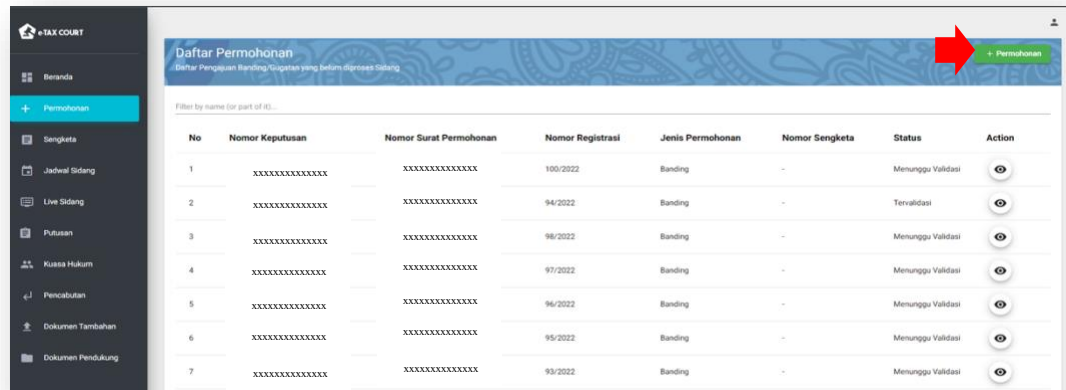 e-TAX COURT
Beranda
Permohonan
Sengketa
Jadwal Sidang
Live Sidang
Putusan
Kuasa Hukum
Pencabutan
Dokumen Tambahan
Dokumen Pendukung
Daftar Permohonan
Daftar Pengajuan Banding/Gugatan yang belum diproses Sidang
+ Permohonan
Filter by name (or part of it)...
No Nomor Keputusan Nomor Surat Permohonan Nomor Registrasi Jenis Permohonan Nomor Sengketa Status Action
1 xxxxxxxxxxxxxx xxxxxxxxxxxxxx 100/2022 Banding - Menunggu Validasi
2 xxxxxxxxxxxxxx xxxxxxxxxxxxxx 94/2022 Banding - Tervalidasi
3 xxxxxxxxxxxxxx xxxxxxxxxxxxxx 98/2022 Banding - Menunggu Validasi
4 xxxxxxxxxxxxxx xxxxxxxxxxxxxx 97/2022 Banding - Menunggu Validasi
5 xxxxxxxxxxxxxx xxxxxxxxxxxxxx 96/2022 Banding - Menunggu Validasi
6 xxxxxxxxxxxxxx xxxxxxxxxxxxxx 95/2022 Banding - Menunggu Validasi
7 xxxxxxxxxxxxxx xxxxxxxxxxxxxx 93/2022 Banding - Menunggu Validasi